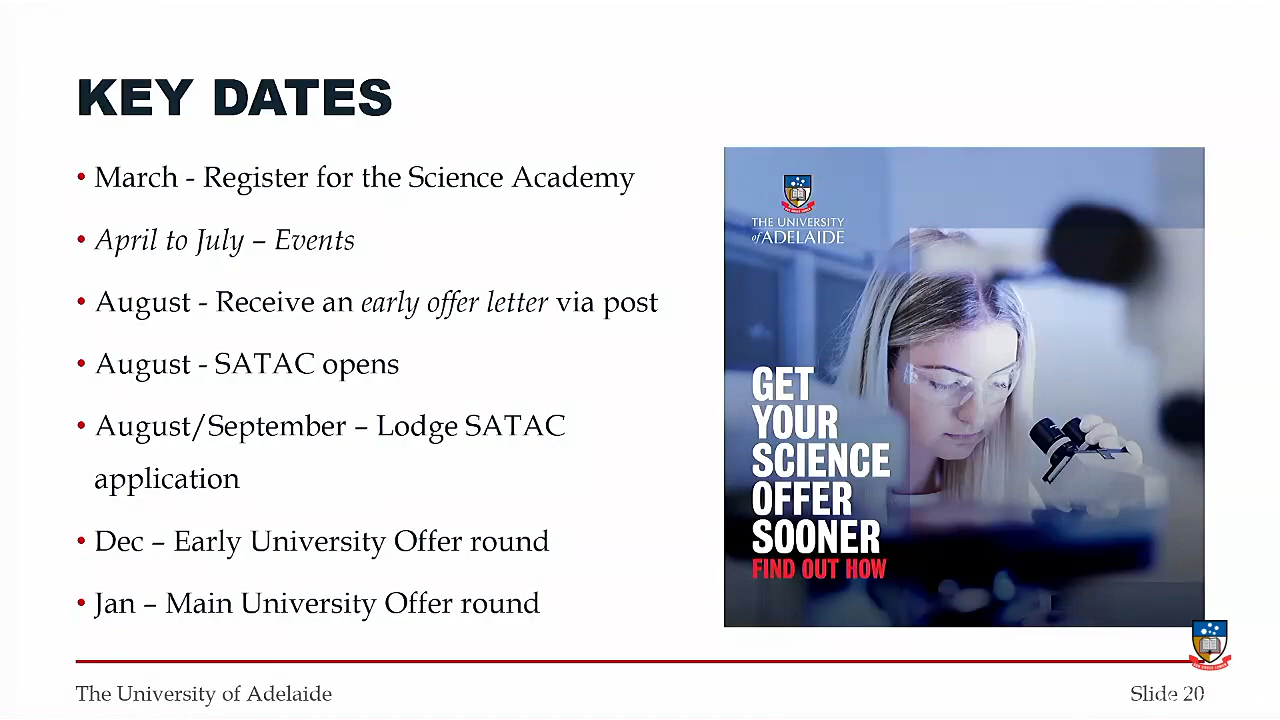 KEY DATES
• March - Register for the Science Academy
• April to July – Events
• August - Receive an early offer letter via post
• August - SATAC opens
• August/September – Lodge SATAC
application
• Dec – Early University Offer round
• Jan – Main University Offer round
THE UNIVERSITY
of ADELAIDE
GET
YOUR
SCIENCE
OFFER
SOONER
FIND OUT HOW
The University of Adelaide
Slide 20